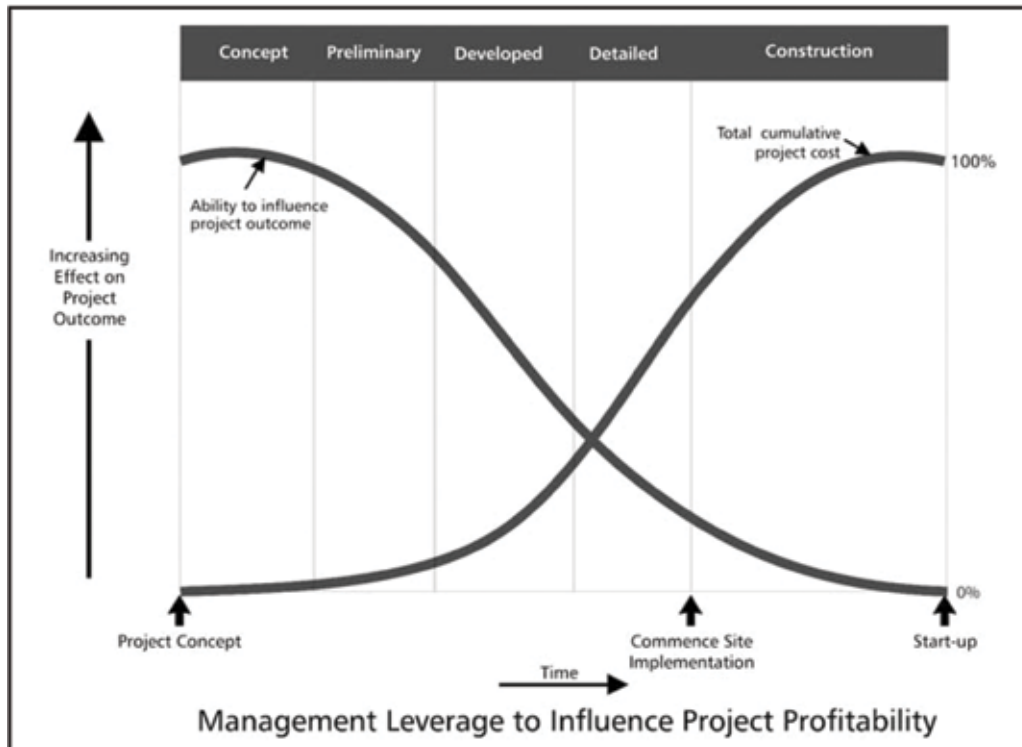 Concept Preliminary Developed Detailed Construction
Total cumulative
project cost
100%
Ability to influence
project outcome
Increasing
Effect on
Project
Outcome
0%
Project Concept
Commence Site
Implementation
Start-up
Time
Management Leverage to Influence Project Profitability